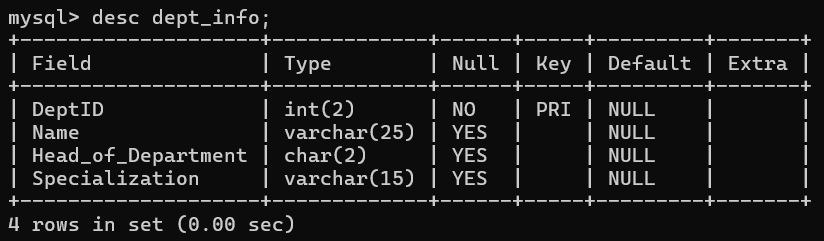 mysql> desc dept_info;
+--------------------+-------------+------+-----+---------+-------+
| Field              | Type        | Null | Key | Default | Extra |
+--------------------+-------------+------+-----+---------+-------+
| DeptID             | int(2)      | NO   | PRI | NULL    |       |
| Name               | varchar(25) | YES  |     | NULL    |       |
| Head_of_Department | char(2)     | YES  |     | NULL    |       |
| Specialization     | varchar(15) | YES  |     | NULL    |       |
+--------------------+-------------+------+-----+---------+-------+
4 rows in set (0.00 sec)